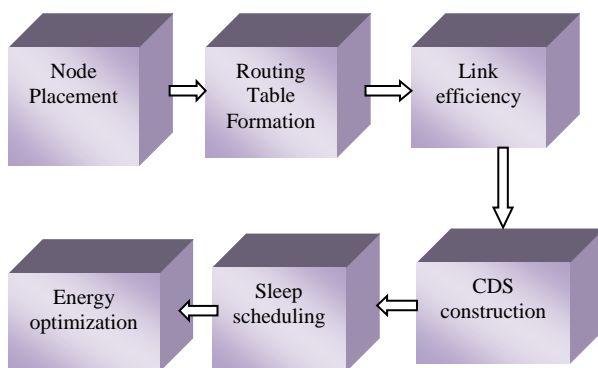 Node
Placement
Routing
Table
Formation
Link
efficiency
CDS
construction
Sleep
scheduling
Energy
optimization